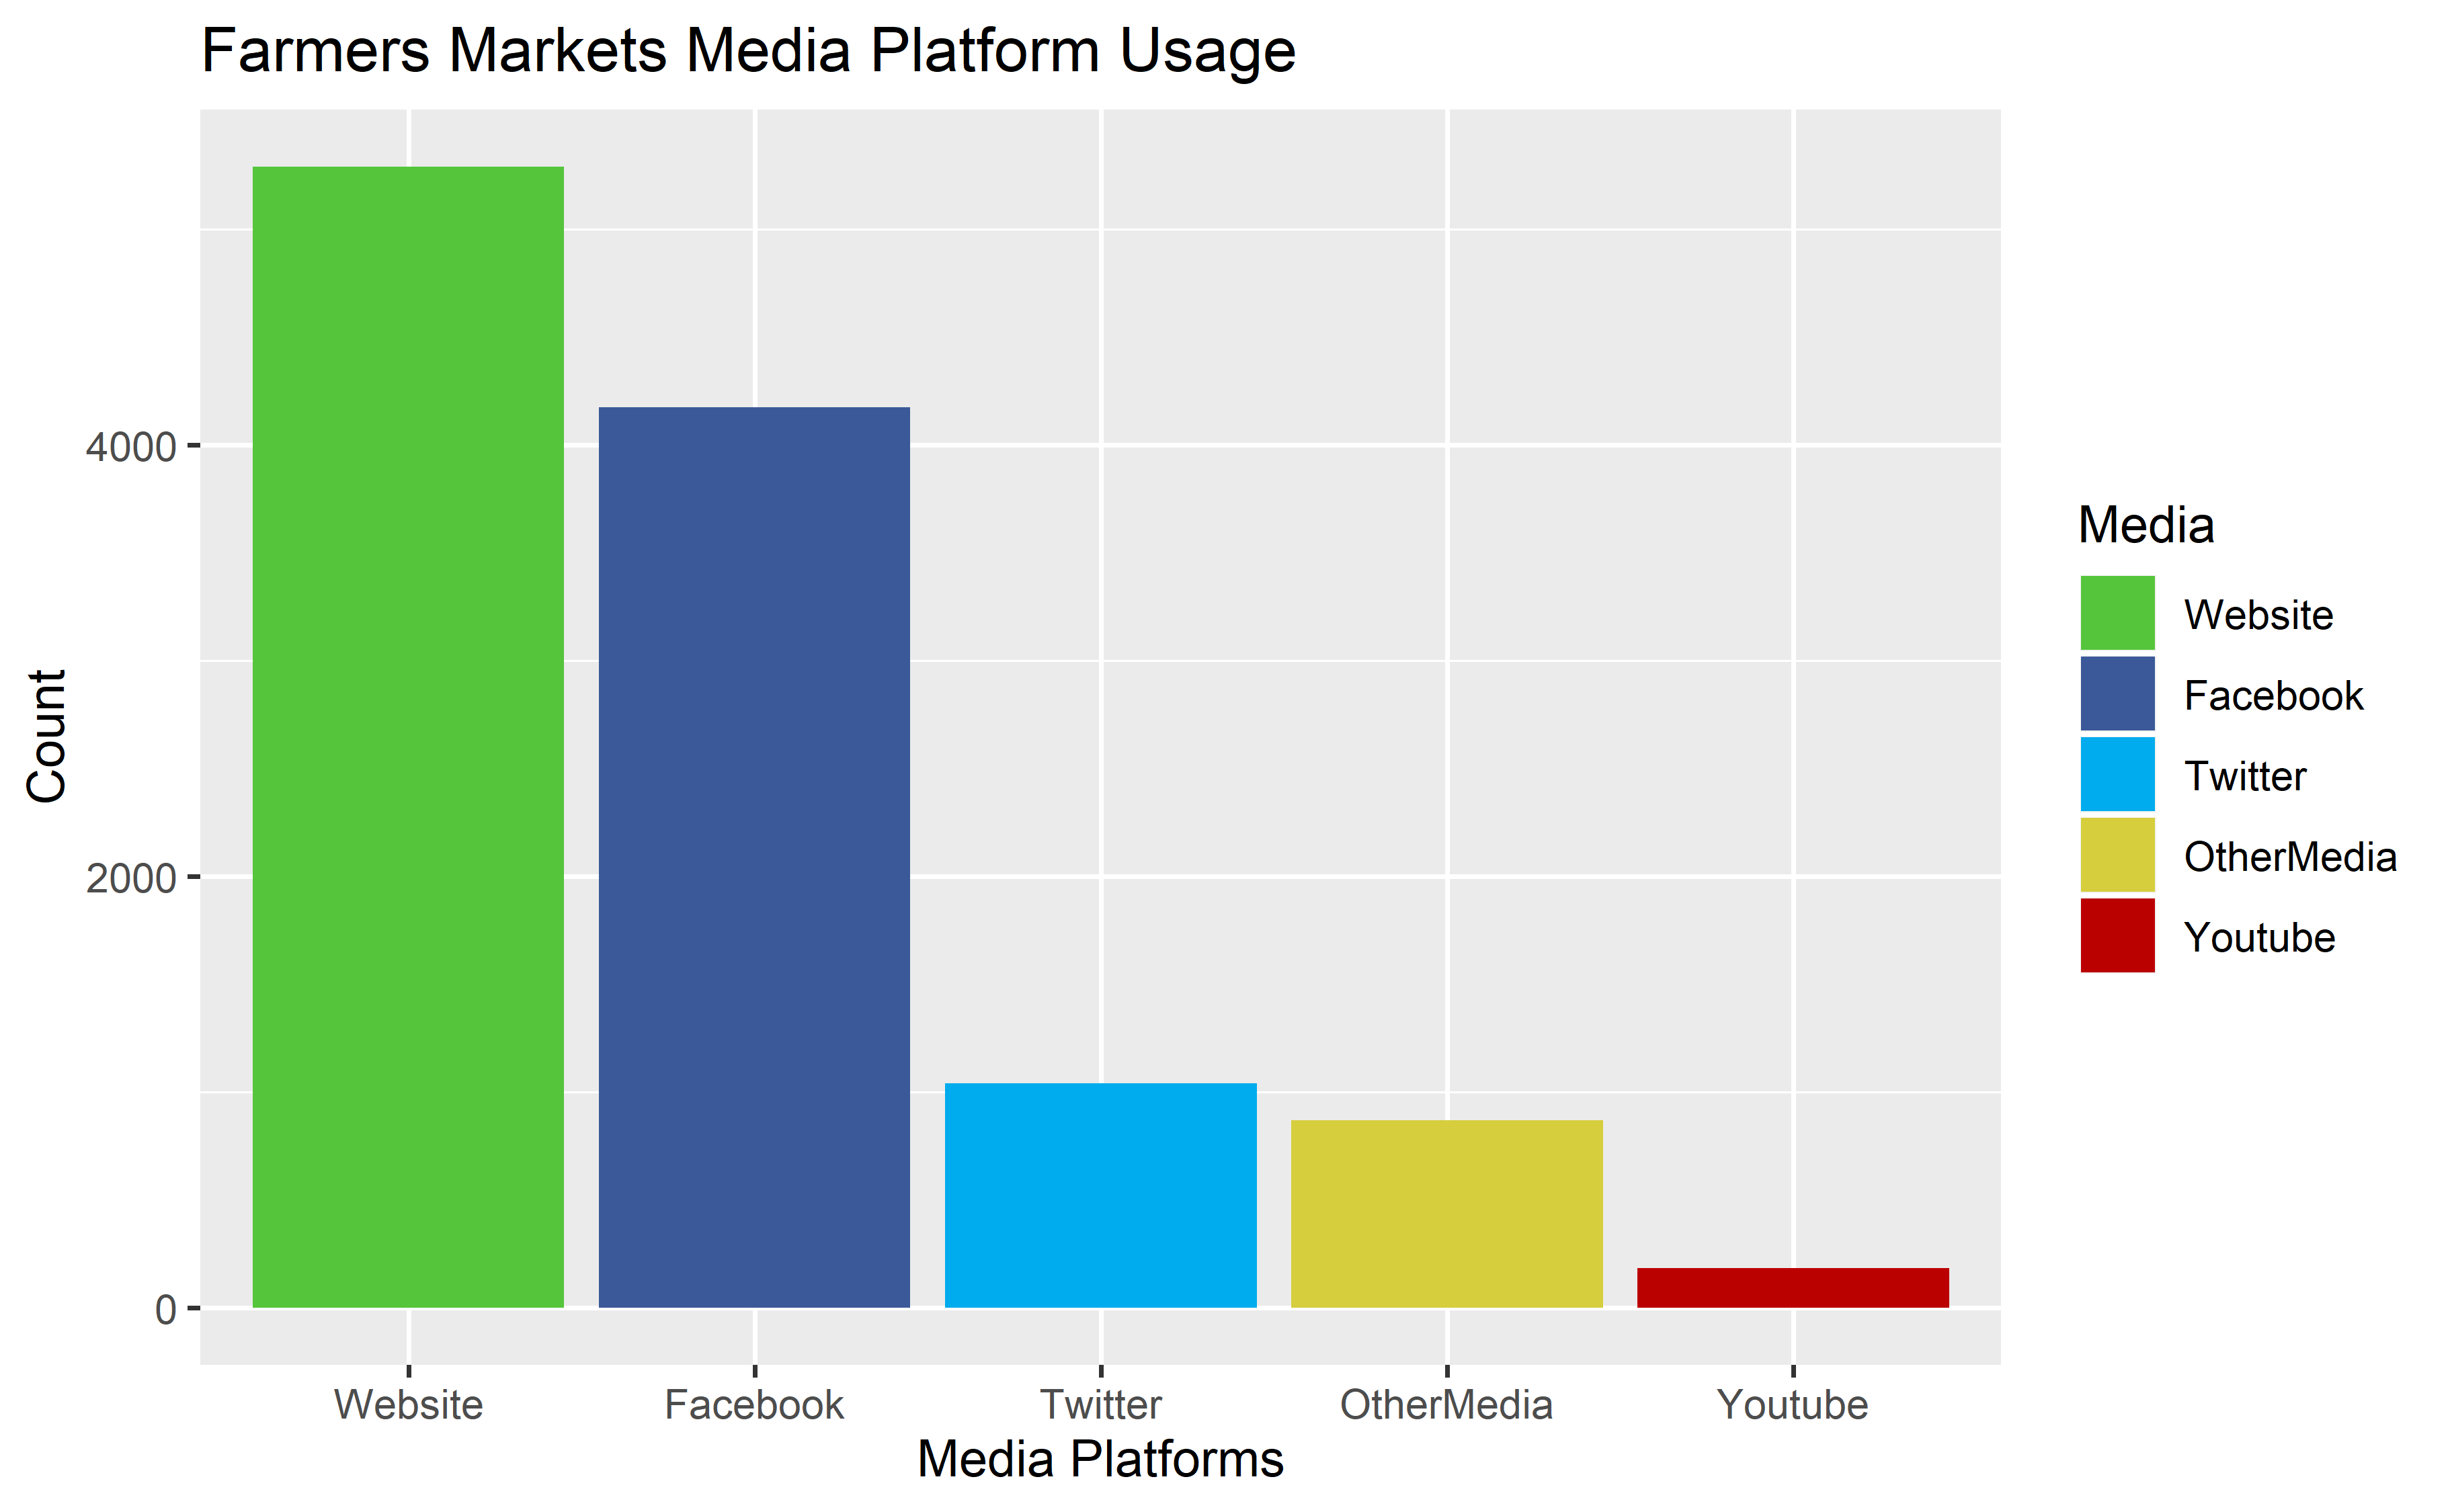 Farmers Markets Media Platform Usage
Count
4000
2000
0
Website Facebook Twitter OtherMedia Youtube
Media Platforms
Media
Website
Facebook
Twitter
OtherMedia
Youtube